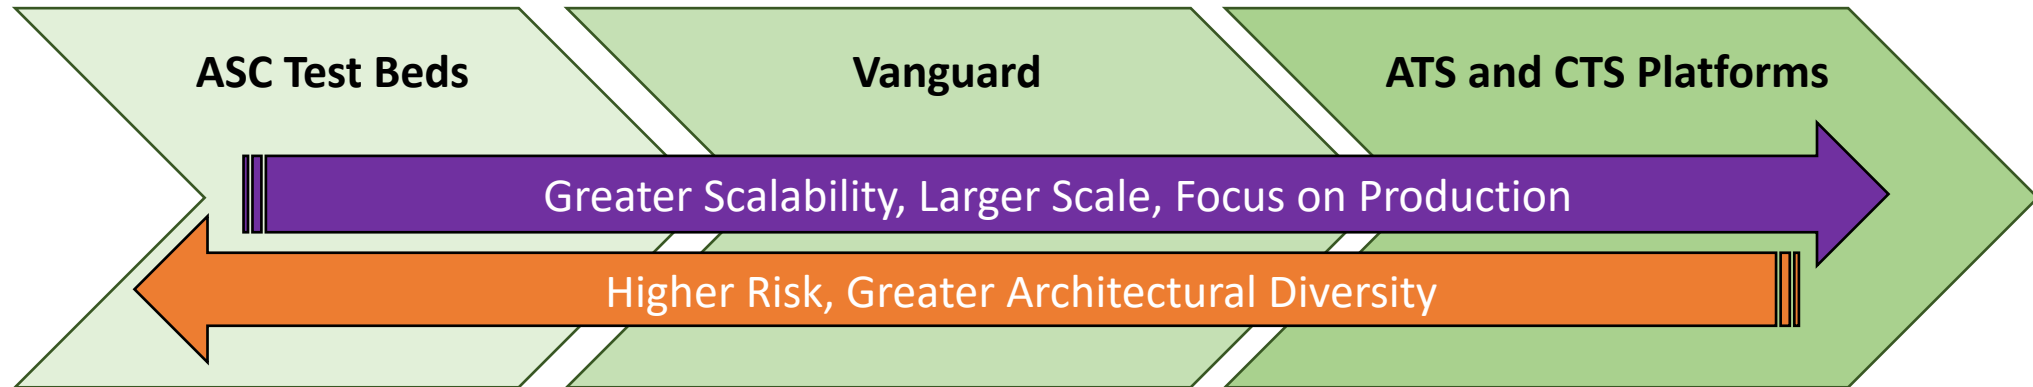 ASC Test Beds
Vanguard
ATS and CTS Platforms
Greater Scalability, Larger Scale, Focus on Production
Higher Risk, Greater Architectural Diversity